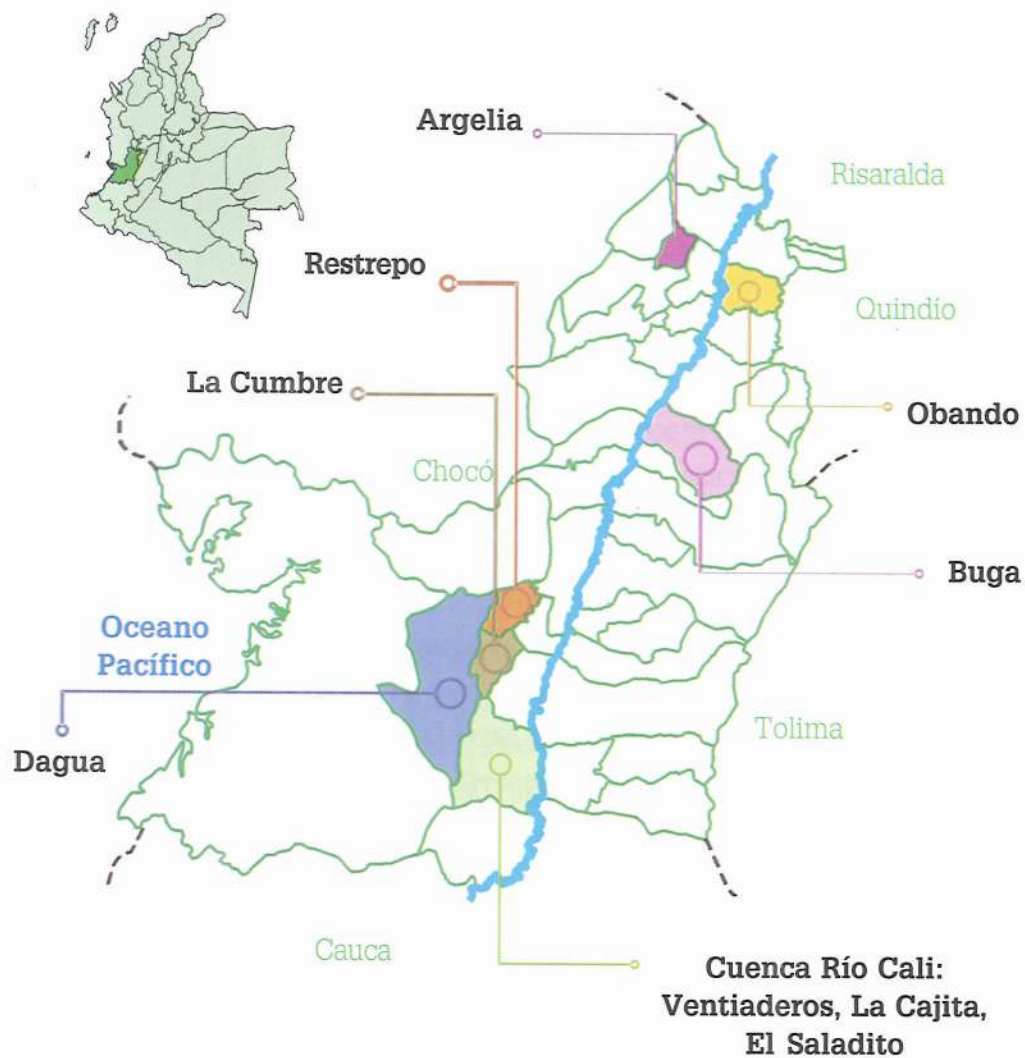 Argelia
Risaralda
Restrepo
Quindío
La Cumbre
Obando
Chocó
Buga
Oceano
Pacífico
Tolima
Dagua
Cauca
Cuenca Río Cali:
Ventiaderos, La Cajita,
El Saladito